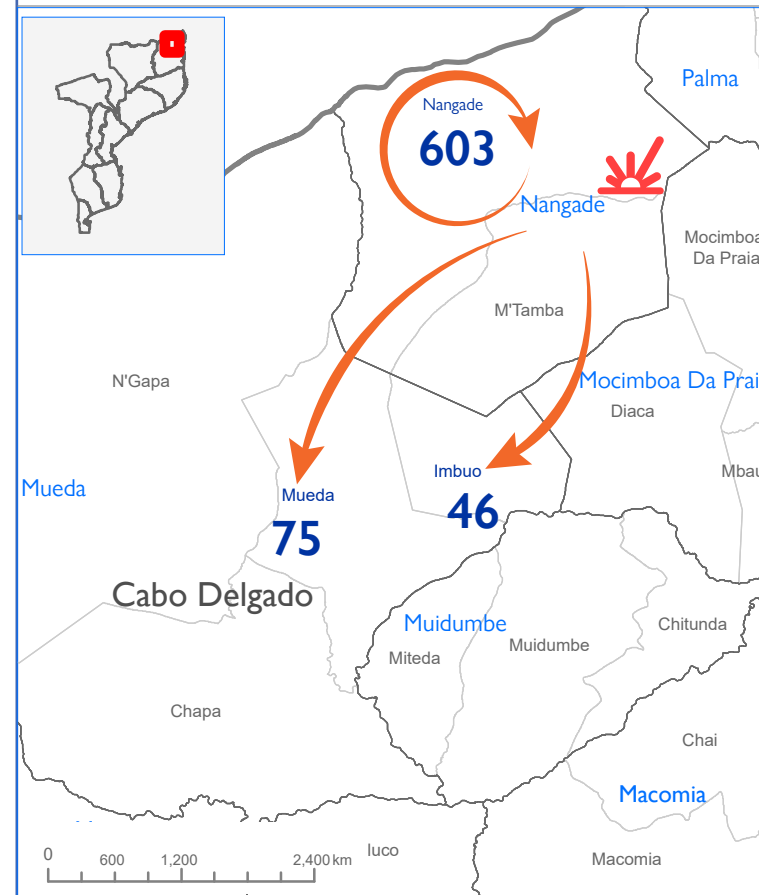 Palma
Nangade
603
Nangade
Mocimboa
Da Praia
M'Tamba
N'Gapa
Mocimboa Da Prai
Diaca
Imbuo
46
Mbau
Mueda
Mueda
75
Cabo Delgado
Muidumbe
Chitunda
Miteda
Muidumbe
Chapa
Chai
Macomia
Iuco
Macomia
0
600
1,200
2,400 km